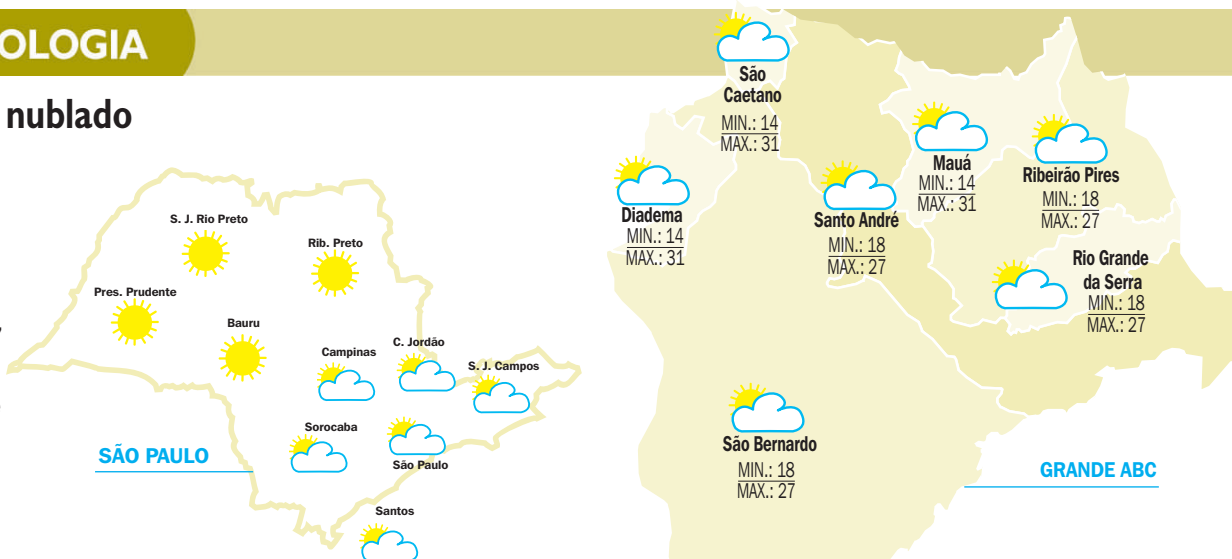 OLOGIA
nublado
S. J. Rio Preto
Rib. Preto
Pres. Prudente
Bauru
Campinas
C. Jordão
S. J. Campos
Sorocaba
São Paulo
Santos
SÃO PAULO
São
Caetano
MIN.: 14
MAX.: 31
Diadema
MIN.: 14
MAX.: 31
Santo André
MIN.: 18
MAX.: 27
Mauá
MIN.: 14
MAX.: 31
Ribeirão Pires
MIN.: 18
MAX.: 27
Rio Grande
da Serra
MIN.: 18
MAX.: 27
São Bernardo
MIN.: 18
MAX.: 27
GRANDE ABC